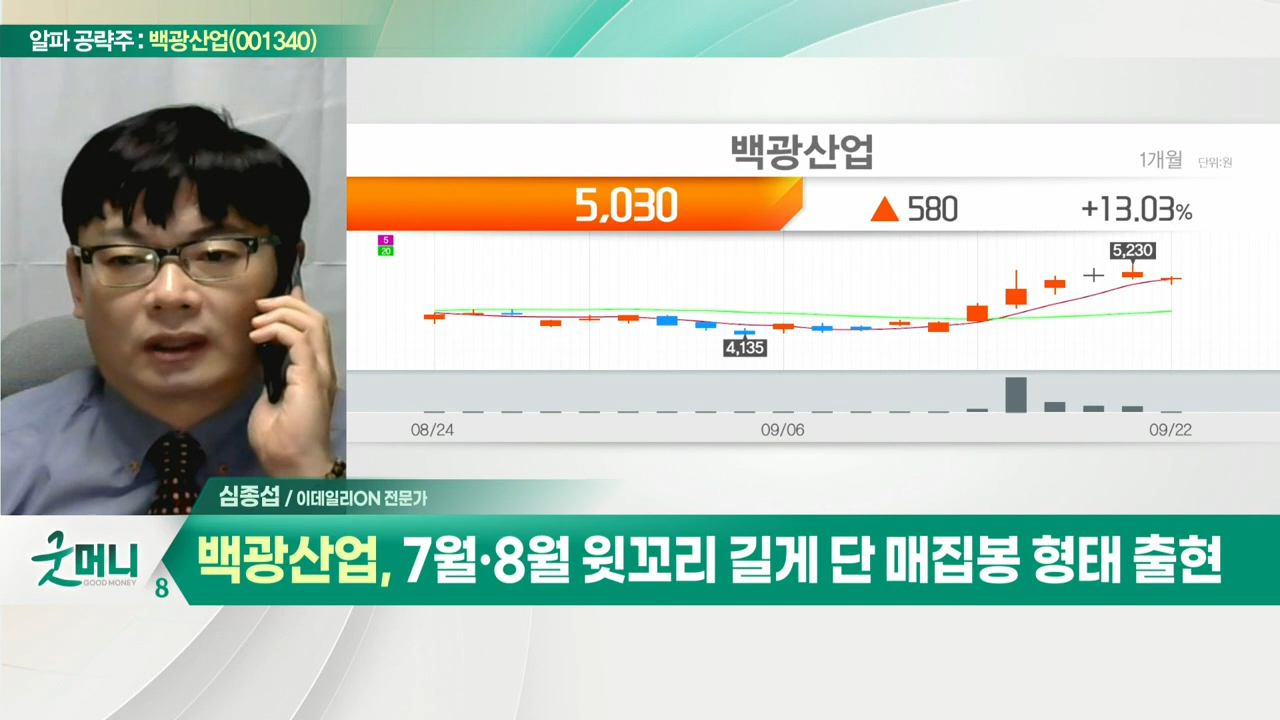 알파 공략주 : 백광산업(001340)
백광산업
1개월 단위:원
5,030 ▲ 580 +13.03%
5
20
5,230
4,135
08/24 09/06 09/22
심종섭 / 이데일리ON 전문가
굿머니
GOOD MONEY
8
백광산업, 7월·8월 윗꼬리 길게 단 매집봉 형태 출현